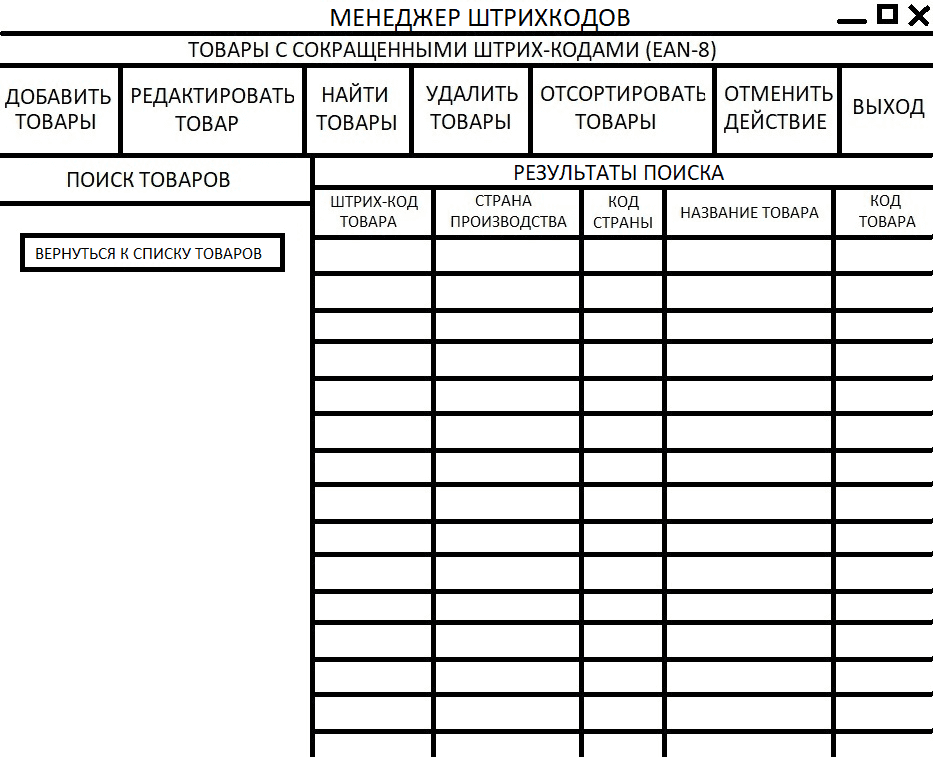 МЕНЕДЖЕР ШТРИХКОДОВ
ТОВАРЫ С СОКРАЩЕННЫМИ ШТРИХ-КОДАМИ (EAN-8)
ДОБАВИТЬ
ТОВАРЫ
РЕДАКТИРОВАТЬ
ТОВАР
НАЙТИ
ТОВАРЫ
УДАЛИТЬ
ТОВАРЫ
ОТСОРТИРОВАТЬ
ТОВАРЫ
ОТМЕНИТЬ
ДЕЙСТВИЕ
ВЫХОД
ПОИСК ТОВАРОВ
ВЕРНУТЬСЯ К СПИСКУ ТОВАРОВ
РЕЗУЛЬТАТЫ ПОИСКА
ШТРИХ-КОД
ТОВАРА
СТРАНА
ПРОИЗВОДСТВА
КОД
СТРАНЫ
НАЗВАНИЕ ТОВАРА
КОД
ТОВАРА